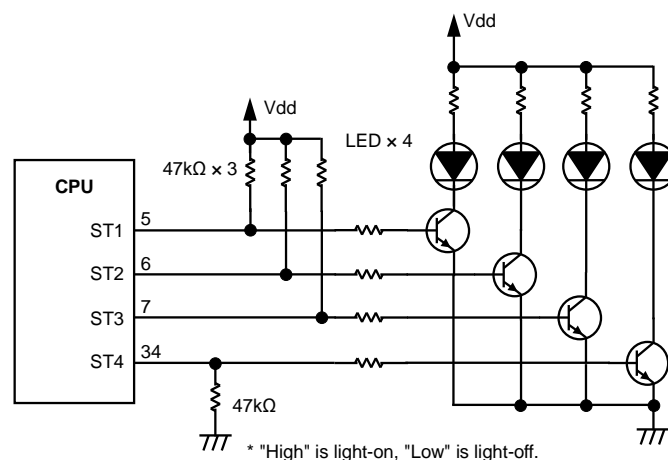 Vdd
Vdd
LED × 4
47kΩ × 3
CPU
ST1 5
ST2 6
ST3 7
ST4 34
47kΩ
* "High" is light-on, "Low" is light-off.